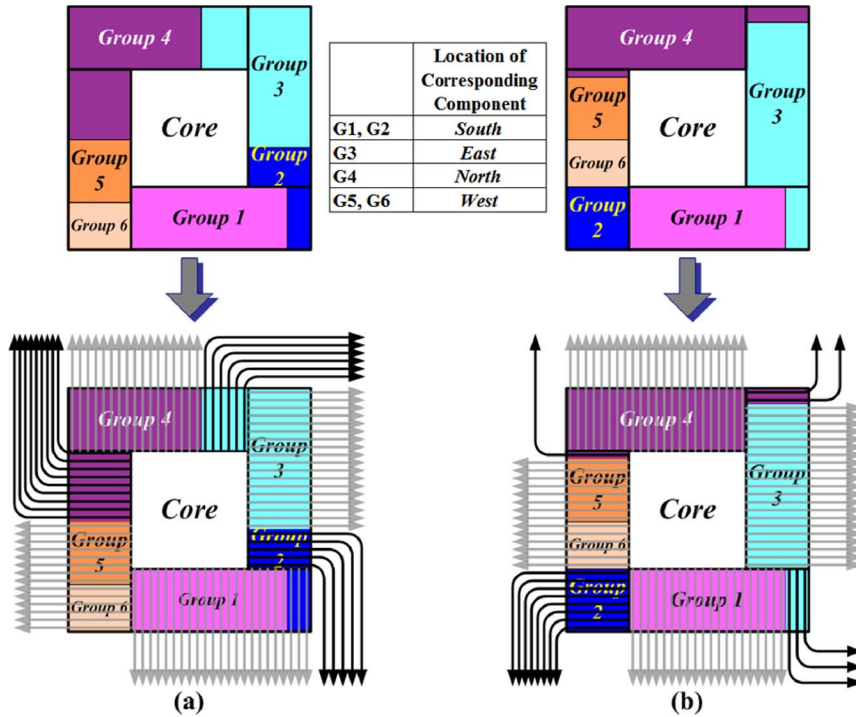 Group 4
Group
3
Core
Group
5
Group
2
Group 6
Group 1
Location of
Corresponding
Component
G1, G2 South
G3 East
G4 North
G5, G6 West
Group 4
Group
5
Core
Group
3
Group 6
Group
2
Group 1
Group 4
Group
3
Core
Group
5
Group
2
Group 6
Group 1
(a)
Group 4
Group
5
Core
Group
3
Group 6
Group
2
Group 1
(b)